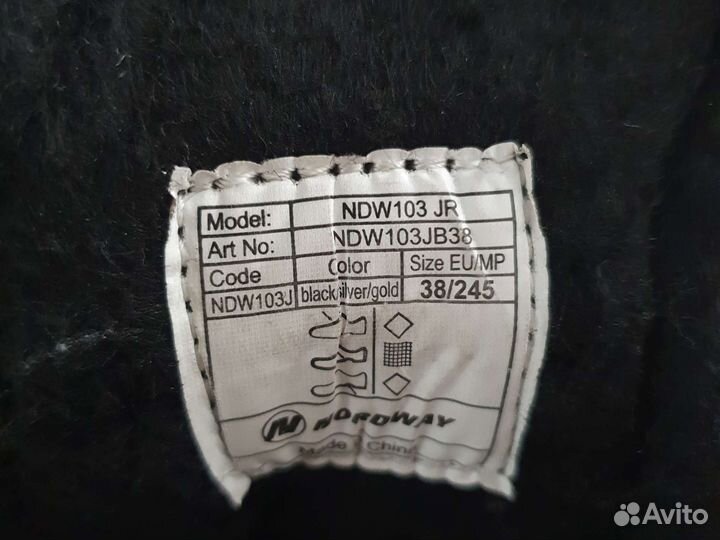 Model: NDW103 JR
Art No: NDW103JB38
Code Color Size EU/MP
NDW103J black/silver/gold 38/245
NORDWAY
Made China
Avito